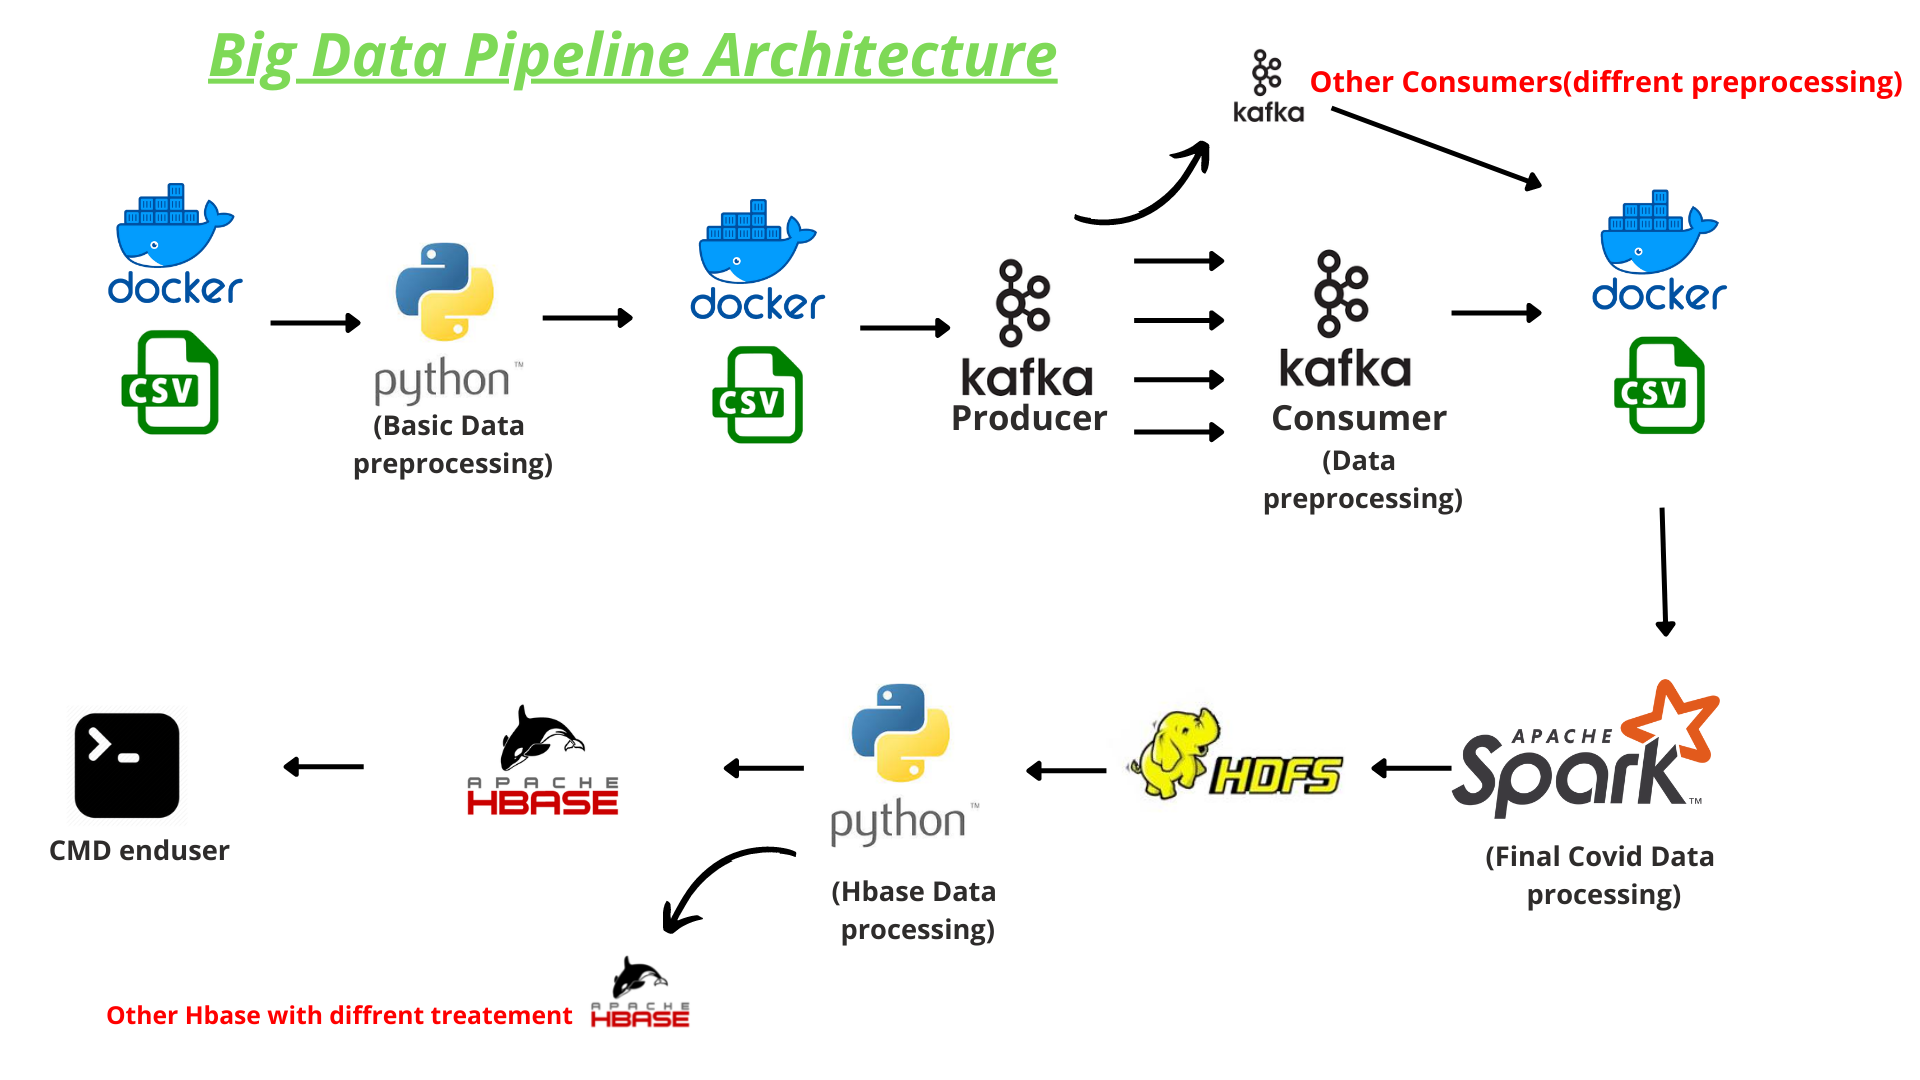 Big Data Pipeline Architecture
kafka
Other Consumers(diffrent preprocessing)
docker
CSV
python™
(Basic Data
preprocessing)
docker
CSV
kafka
Producer
kafka
Consumer
(Data
preprocessing)
docker
CSV
CMD enduser
APACHE
HBASE
python™
(Hbase Data
processing)
HDFS
APACHE
Spark™
(Final Covid Data
processing)
Other Hbase with diffrent treatement
APACHE
HBASE